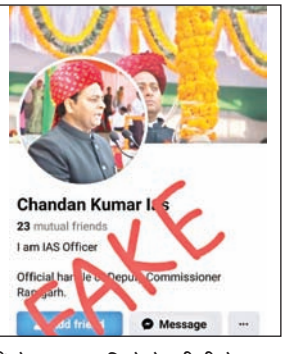 Chandan Kumar Ias
23 mutual friends
I am IAS Officer
Official handle of Deputy Commissioner
Ramgarh.
FAKE
Add friend
Message
...